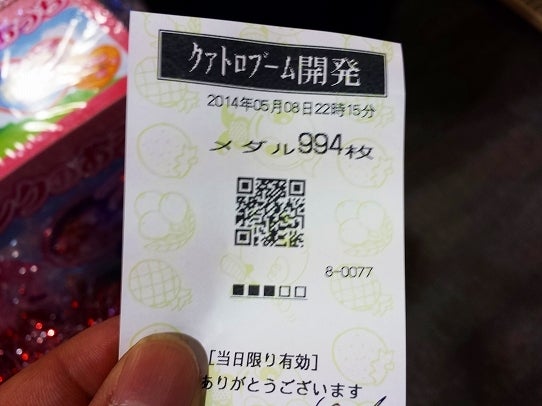 クァトロブーム開発
2014年05月08日22時15分
メダル994枚
8-0077
[当日限り有効]
ありがとうございます